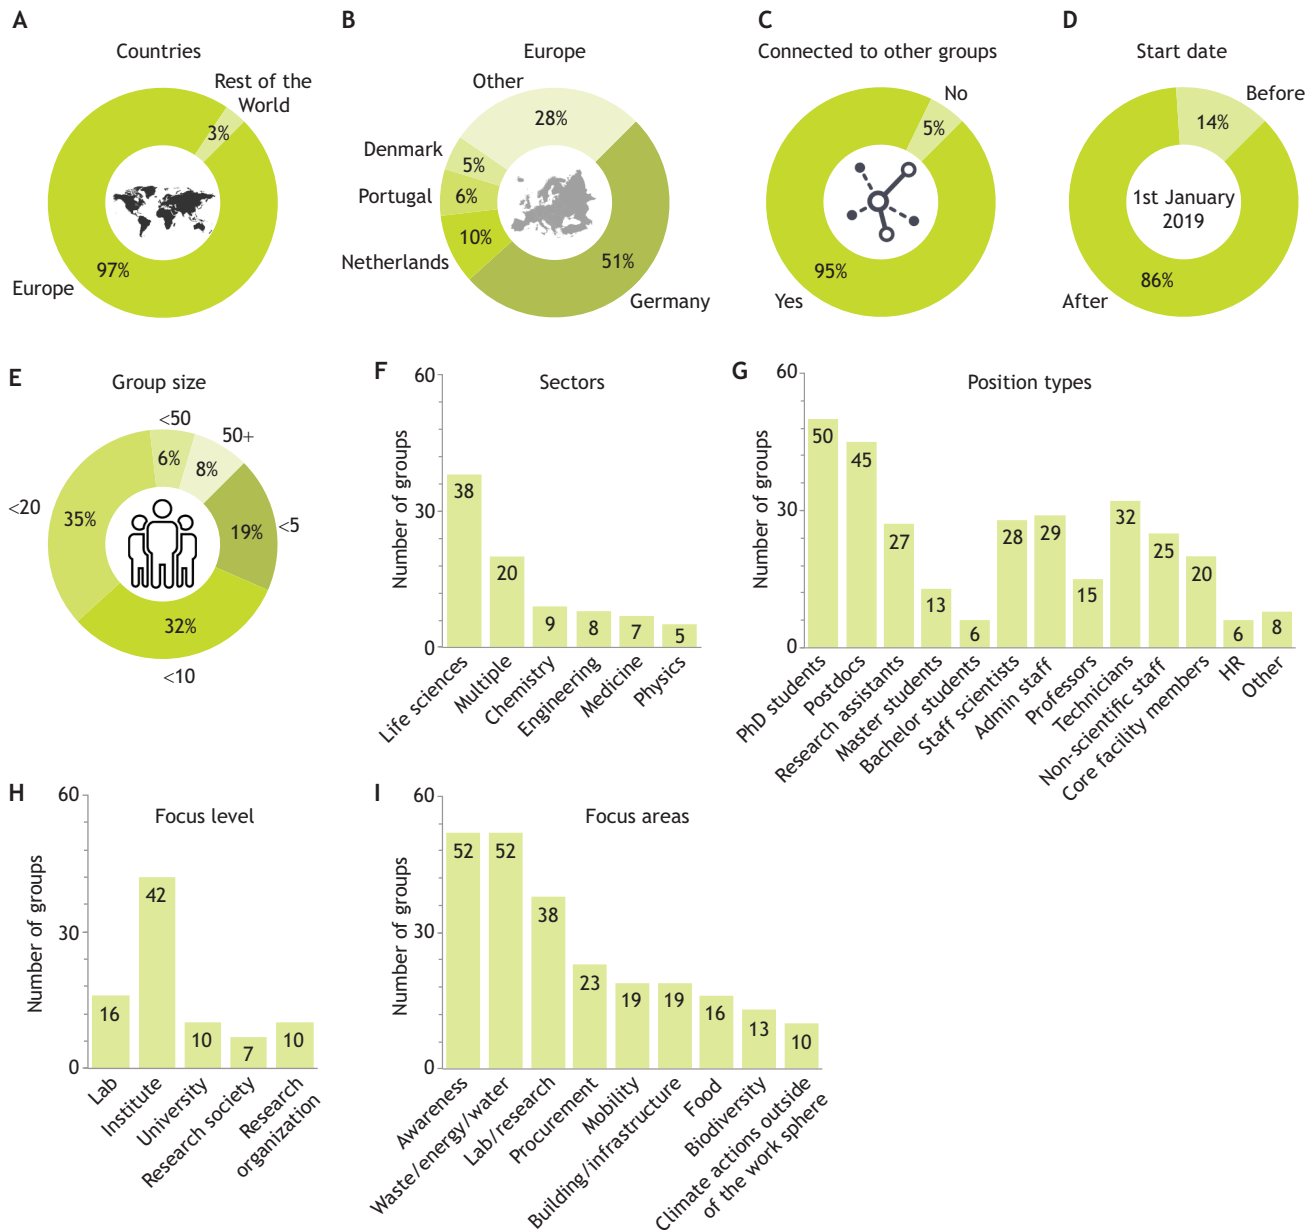 A
Countries
Rest of the
World
3%
97%
Europe
B
Europe
Other
28%
Denmark
5%
Portugal
6%
10%
Netherlands
51%
Germany
C
Connected to other groups
No
5%
95%
Yes
D
Start date
Before
14%
1st January
2019
86%
After
E
Group size
<50
50+
6%
8%
<20
35%
19%
<5
32%
<10
F
Sectors
Number of groups
60
30
0
38
20
9
8
7
5
Life sciences
Multiple
Chemistry
Engineering
Medicine
Physics
G
Position types
Number of groups
60
30
0
50
45
27
13
6
28
29
15
32
25
20
6
8
PhD students
Postdocs
Research assistants
Master students
Bachelor students
Staff scientists
Admin staff
Professors
Technicians
Non-scientific staff
Core facility members
HR
Other
H
Focus level
Number of groups
60
30
0
16
42
10
7
10
Lab
Institute
University
Research society
Research
organization
I
Focus areas
Number of groups
60
30
0
52
52
38
23
19
19
16
13
10
Awareness
Waste/energy/water
Lab/research
Procurement
Mobility
Building/infrastructure
Food
Biodiversity
Climate actions outside
of the work sphere